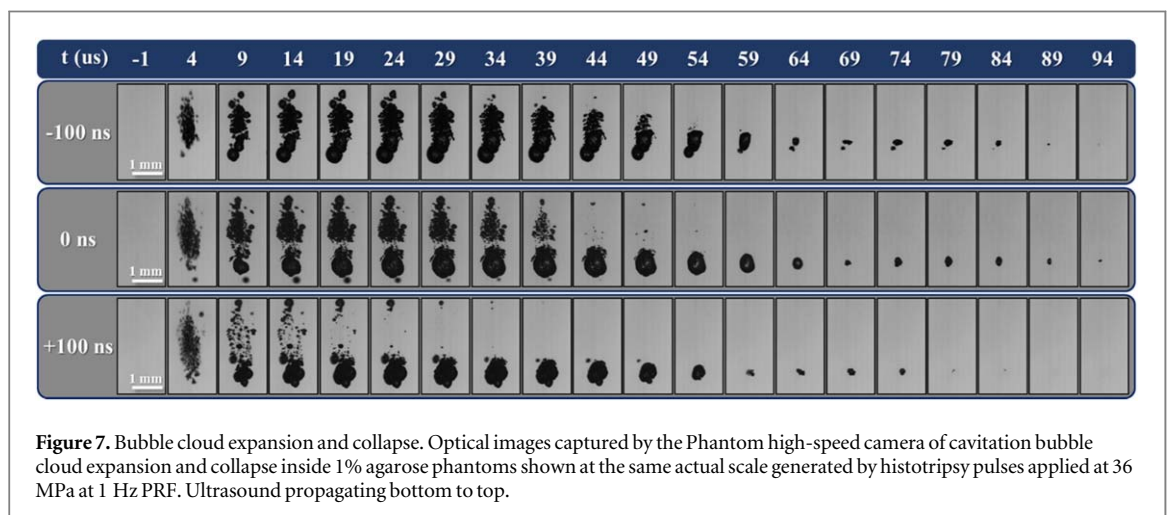 t (us) -1 4 9 14 19 24 29 34 39 44 49 54 59 64 69 74 79 84 89 94
-100 ns
1 mm
0 ns
1 mm
+100 ns
1 mm
Figure 7. Bubble cloud expansion and collapse. Optical images captured by the Phantom high-speed camera of cavitation bubble
cloud expansion and collapse inside 1% agarose phantoms shown at the same actual scale generated by histotripsy pulses applied at 36
MPa at 1 Hz PRF. Ultrasound propagating bottom to top.